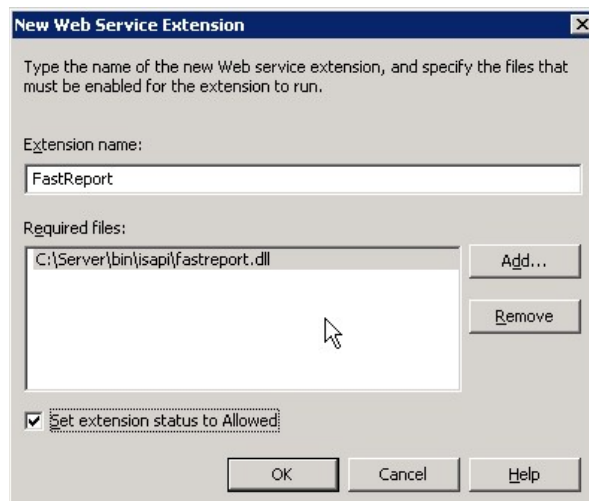 New Web Service Extension
Type the name of the new Web service extension, and specify the files that
must be enabled for the extension to run.
Extension name:
FastReport
Required files:
C:\Server\bin\isapi\fastreport.dll
Add...
Remove
Set extension status to Allowed
OK Cancel Help